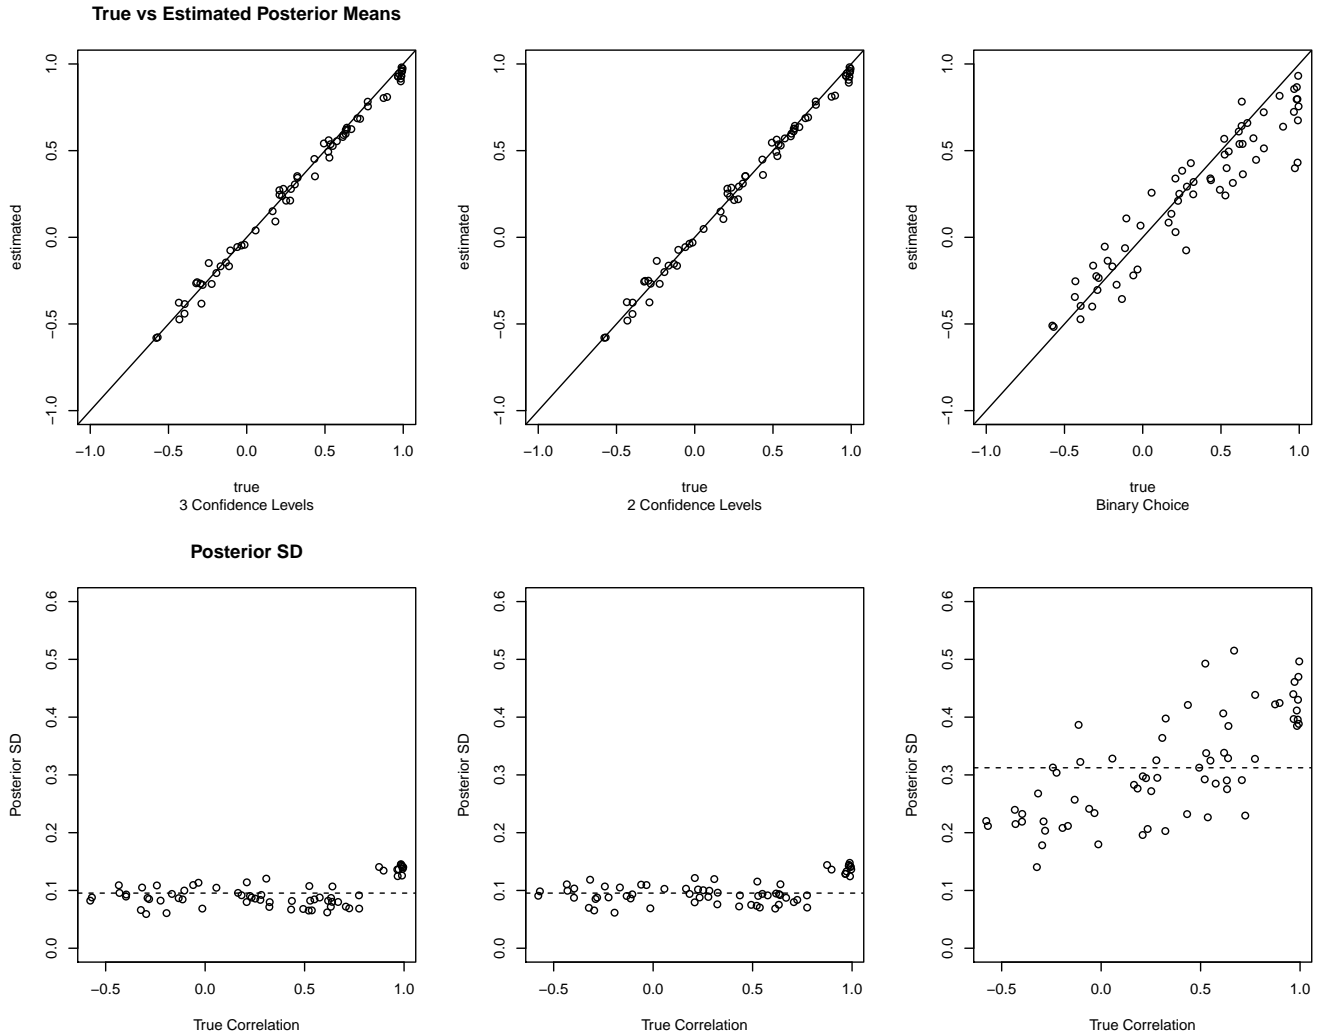 True vs Estimated Posterior Means
estimated
1.0
0.5
0.0
−0.5
−1.0
−1.0 −0.5 0.0 0.5 1.0
true
3 Confidence Levels
estimated
1.0
0.5
0.0
−0.5
−1.0
−1.0 −0.5 0.0 0.5 1.0
true
2 Confidence Levels
estimated
1.0
0.5
0.0
−0.5
−1.0
−1.0 −0.5 0.0 0.5 1.0
true
Binary Choice
Posterior SD
Posterior SD
0.6
0.5
0.4
0.3
0.2
0.1
0.0
−0.5 0.0 0.5 1.0
True Correlation
Posterior SD
0.6
0.5
0.4
0.3
0.2
0.1
0.0
−0.5 0.0 0.5 1.0
True Correlation
Posterior SD
0.6
0.5
0.4
0.3
0.2
0.1
0.0
−0.5 0.0 0.5 1.0
True Correlation